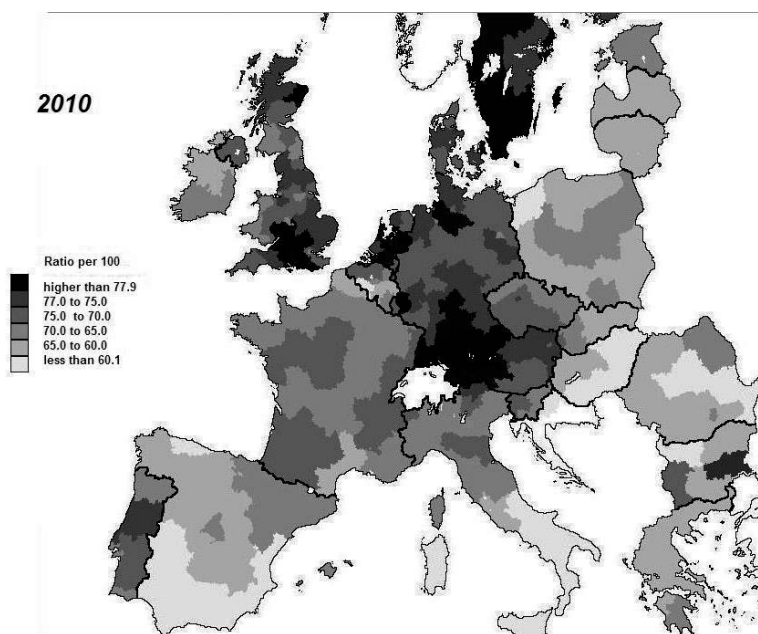 2010
Ratio per 100
higher than 77.9
77.0 to 75.0
75.0 to 70.0
70.0 to 65.0
65.0 to 60.0
less than 60.1